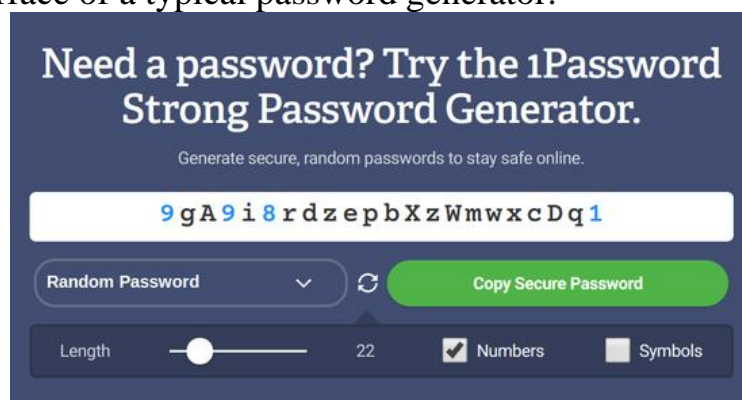 Need a password? Try the 1Password
Strong Password Generator.
Generate secure, random passwords to stay safe online.
9gA9i8rdzepbXzWmwxcDq1
Random Password
Copy Secure Password
Length 22 Numbers Symbols